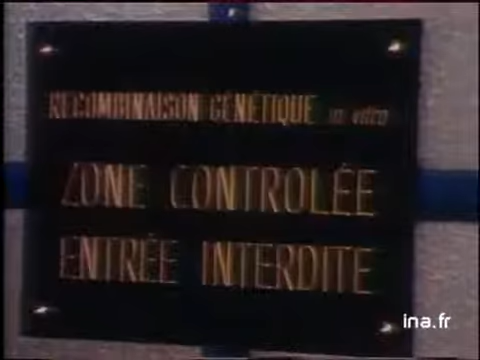 RECOMBINAISON GÉNÉTIQUE in vitro
ZONE CONTROLÉE
ENTRÉE INTERDITE
ina.fr